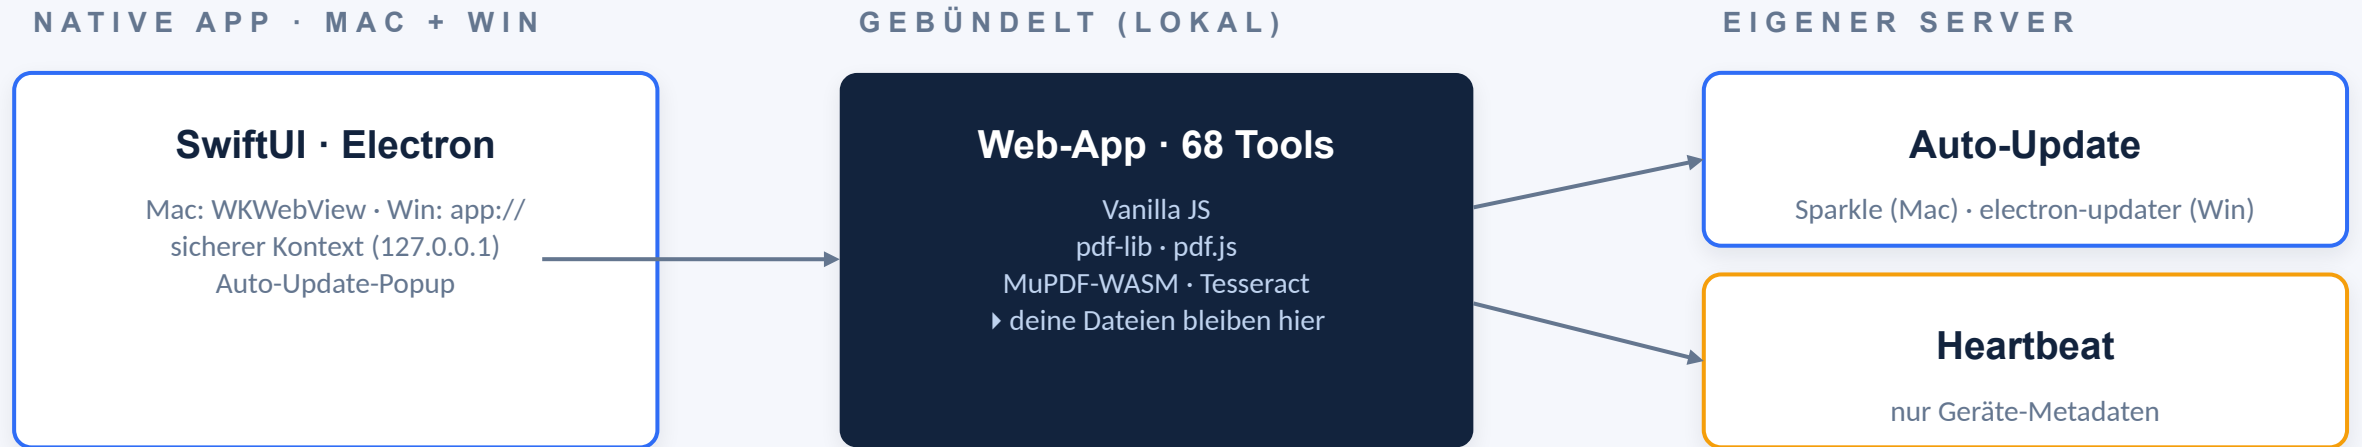 NATIVE APP · MAC + WIN
SwiftUI · Electron
Mac: WKWebView · Win: app://
sicherer Kontext (127.0.0.1)
Auto-Update-Popup
GEBÜNDELT (LOKAL)
Web-App · 68 Tools
Vanilla JS
pdf-lib · pdf.js
MuPDF-WASM · Tesseract
▸ deine Dateien bleiben hier
EIGENER SERVER
Auto-Update
Sparkle (Mac) · electron-updater (Win)
Heartbeat
nur Geräte-Metadaten